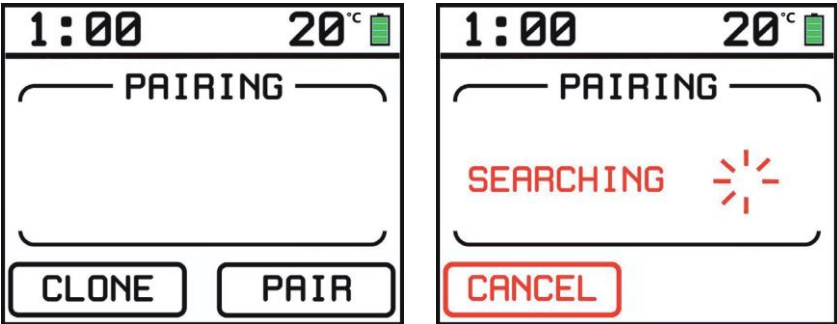 1:00 20°C
PAIRING
CLONE PAIR
1:00 20°C
PAIRING
SEARCHING
CANCEL